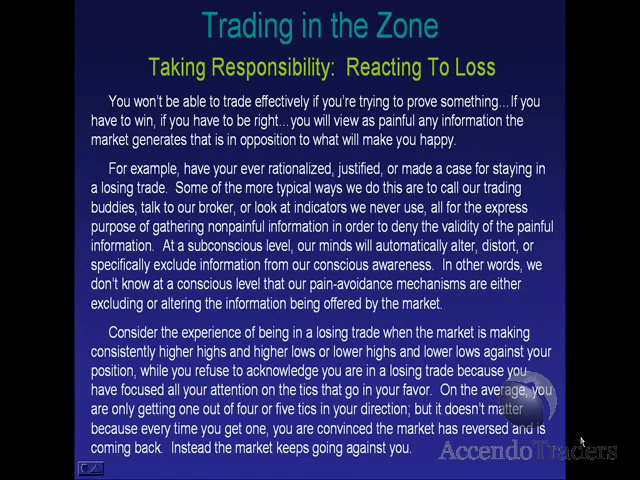 Trading in the Zone
Taking Responsibility: Reacting To Loss
You won't be able to trade effectively if you're trying to prove something...If you
have to win, if you have to be right...you will view as painful any information the
market generates that is in opposition to what will make you happy.
For example, have your ever rationalized, justified, or made a case for staying in
a losing trade. Some of the more typical ways we do this are to call our trading
buddies, talk to our broker, or look at indicators we never use, all for the express
purpose of gathering nonpainful information in order to deny the validity of the painful
information. At a subconscious level, our minds will automatically alter, distort, or
specifically exclude information from our conscious awareness. In other words, we
don't know at a conscious level that our pain-avoidance mechanisms are either
excluding or altering the information being offered by the market.
Consider the experience of being in a losing trade when the market is making
consistently higher highs and higher lows or lower highs and lower lows against your
position, while you refuse to acknowledge you are in a losing trade because you
have focused all your attention on the tics that go in your favor. On the average, you
are only getting one out of four or five tics in your direction; but it doesn't matter
because every time you get one, you are convinced the market has reversed and is
coming back. Instead the market keeps going against you.
AccendoTraders